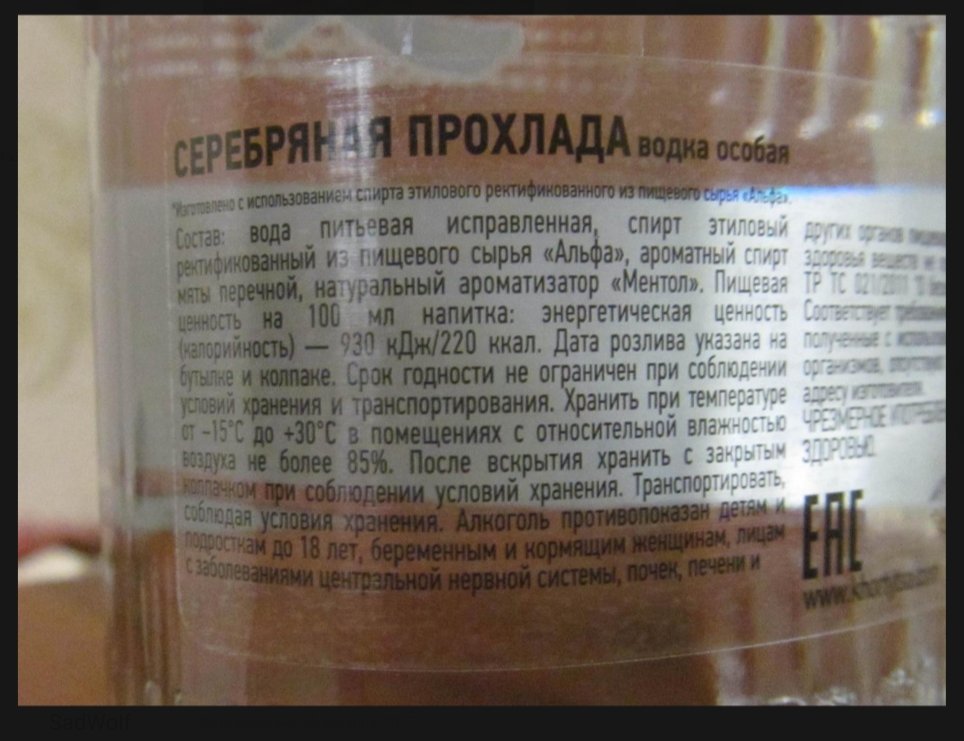 СЕРЕБРЯНАЯ ПРОХЛАДА водка особая
*Изготовлено с использованием спирта этилового ректификованного из пищевого сырья «Альфа».
Состав: вода питьевая исправленная, спирт этиловый
ректификованный из пищевого сырья «Альфа», ароматный спирт
мяты перечной, натуральный ароматизатор «Ментол». Пищевая
ценность на 100 мл напитка: энергетическая ценность
(калорийность) — 930 кДж/220 ккал. Дата розлива указана на
бутылке и колпаке. Срок годности не ограничен при соблюдении
условий хранения и транспортирования. Хранить при температуре
от -15°С до +30°С в помещениях с относительной влажностью
воздуха не более 85%. После вскрытия хранить с закрытым
колпачком при соблюдении условий хранения. Транспортировать,
соблюдая условия хранения. Алкоголь противопоказан детям и
подросткам до 18 лет, беременным и кормящим женщинам, лицам
с заболеваниями центральной нервной системы, почек, печени и
других органов
здоровья веществ не
ТР ТС 021/2011 "О
Соответствует
полученные с
организмов,
адресу изготовителя.
ЧРЕЗМЕРНОЕ
ЗДОРОВЬЮ.
EAC
SadWolf